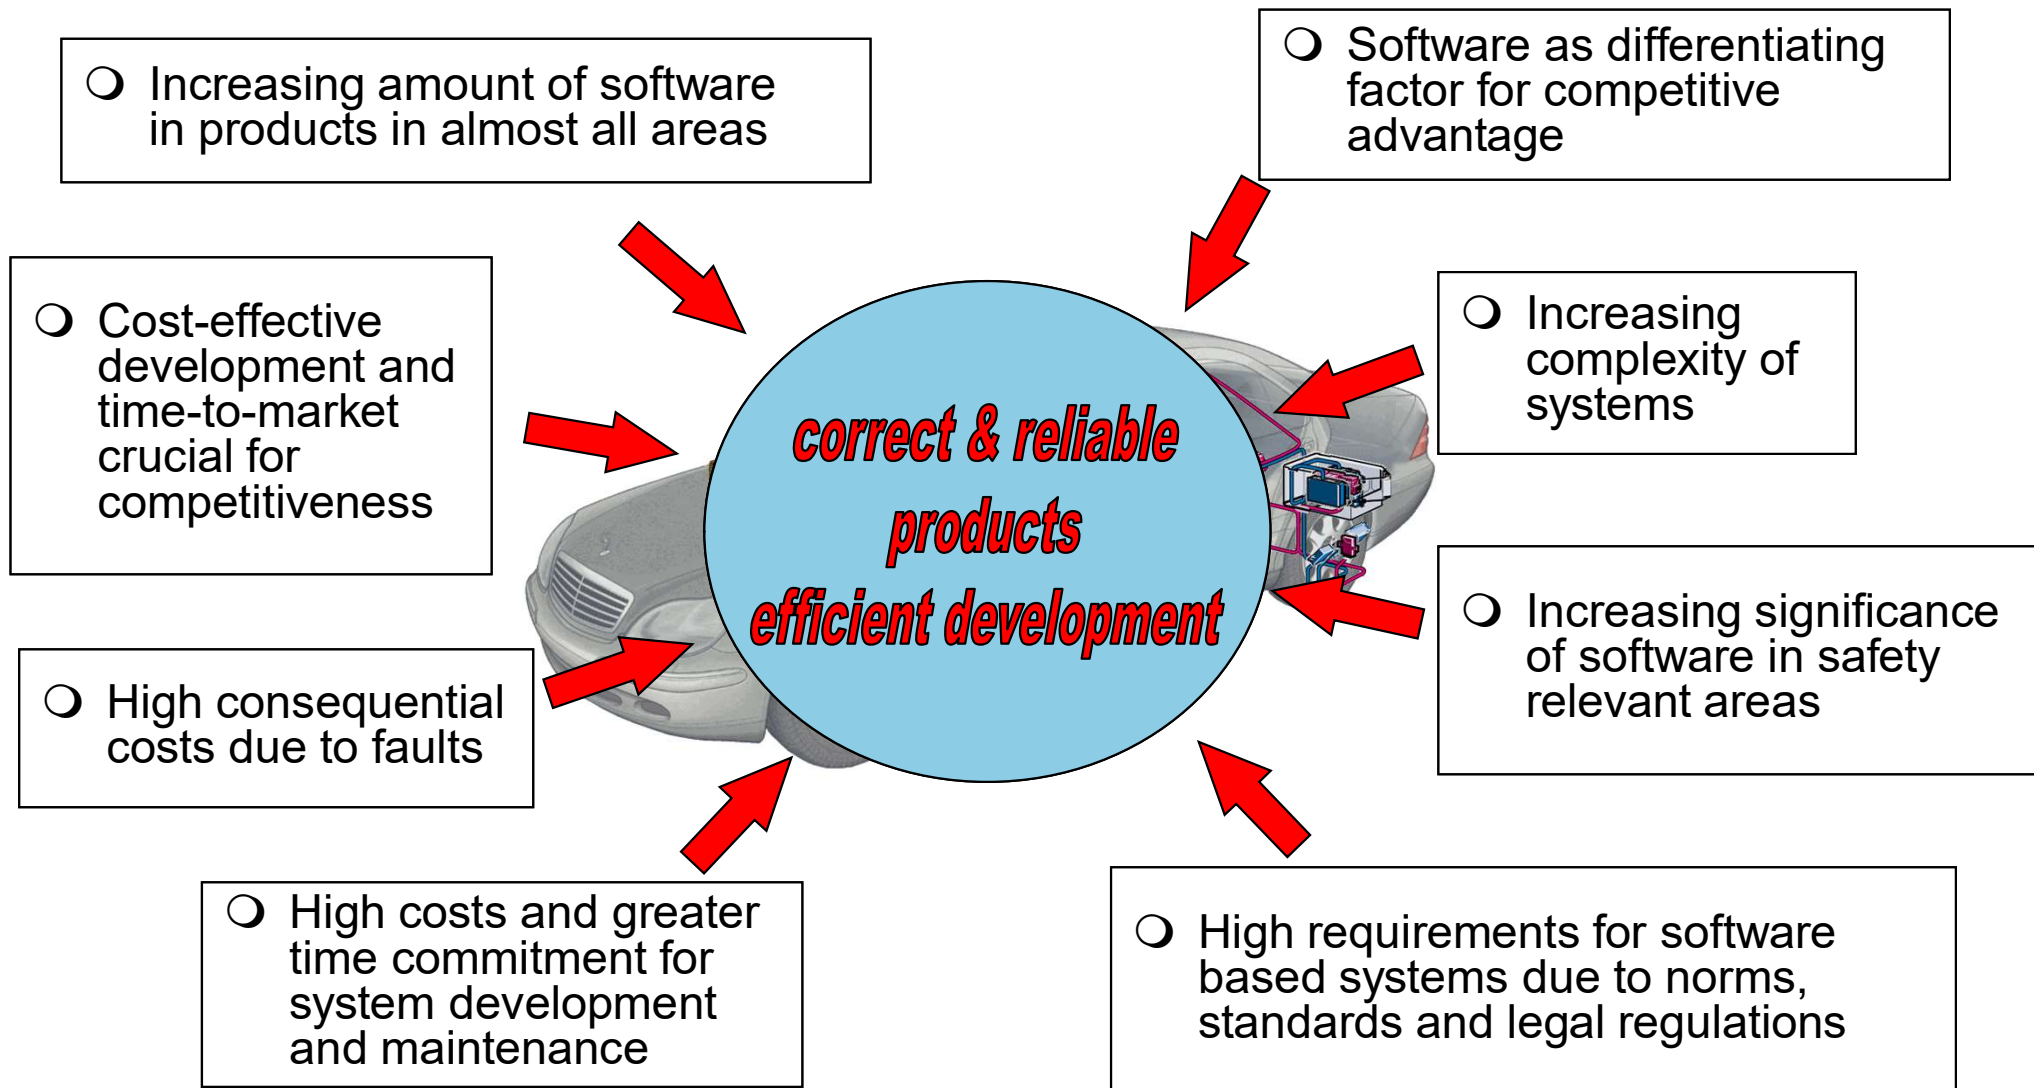 Increasing amount of software
in products in almost all areas
Software as differentiating
factor for competitive
advantage
Cost-effective
development and
time-to-market
crucial for
competitiveness
Increasing
complexity of
systems
correct & reliable
products
efficient development
High consequential
costs due to faults
Increasing significance
of software in safety
relevant areas
High costs and greater
time commitment for
system development
and maintenance
High requirements for software
based systems due to norms,
standards and legal regulations